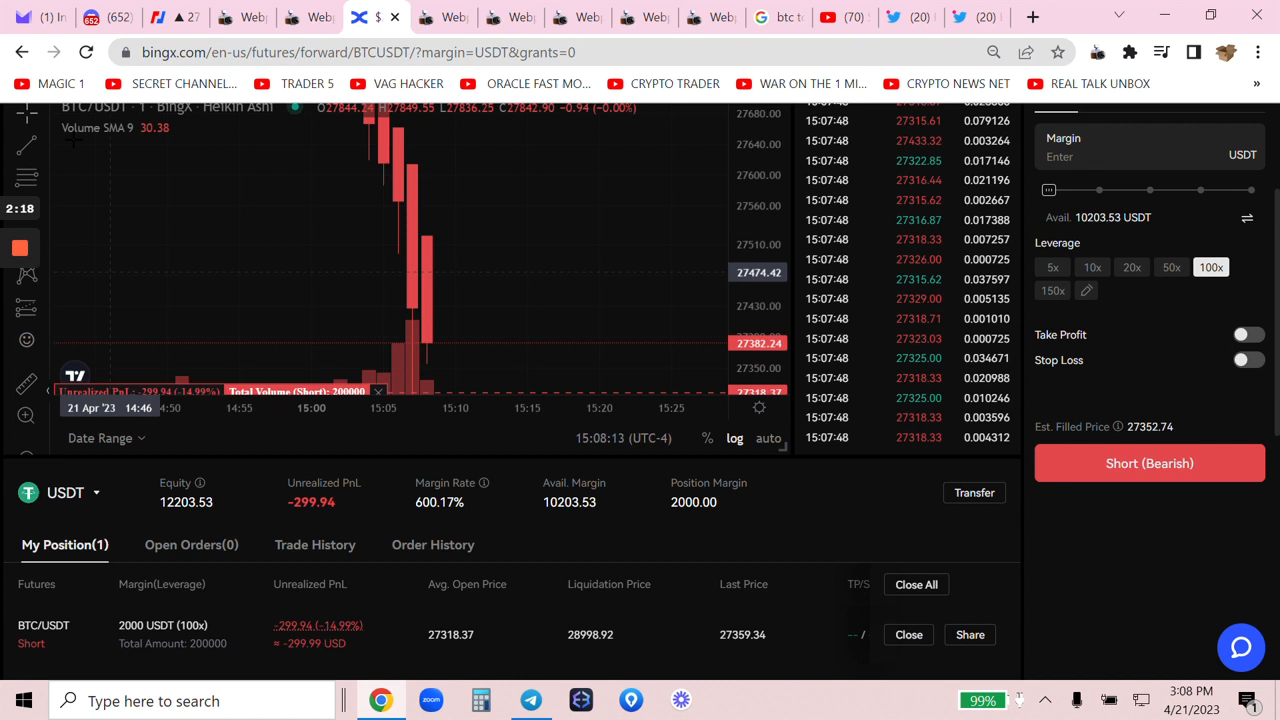 (1) In
652
(652)
▲ 27
Webp
Webp
$
Webp
Webp
Webp
Webp
Webp
btc to
(70)
(20)
(20)
bingx.com/en-us/futures/forward/BTCUSDT/?margin=USDT&grants=0
MAGIC 1
SECRET CHANNEL...
TRADER 5
VAG HACKER
ORACLE FAST MO...
CRYPTO TRADER
WAR ON THE 1 MI...
CRYPTO NEWS NET
REAL TALK UNBOX
»
BTC/USDT · 1 · BingX · Heikin Ashi
O27844.24 H27849.55 L27836.25 C27842.90 -0.94 (-0.00%)
Volume SMA 9 30.38
2:18
27680.00
27640.00
27600.00
27560.00
27510.00
27474.42
27430.00
27382.24
27350.00
27318.37
Unrealized PnL: -299.94 (-14.99%)
Total Volume (Short): 200000
21 Apr '23 14:46
4:50
14:55
15:00
15:05
15:10
15:15
15:20
15:25
Date Range
15:08:13 (UTC-4)
%
log
auto
15:07:48 27315.61 0.079126
15:07:48 27433.32 0.003264
15:07:48 27322.85 0.017146
15:07:48 27316.44 0.021196
15:07:48 27315.62 0.002667
15:07:48 27316.87 0.017388
15:07:48 27318.33 0.007257
15:07:48 27326.00 0.000725
15:07:48 27315.62 0.037597
15:07:48 27329.00 0.005135
15:07:48 27318.71 0.001010
15:07:48 27323.03 0.000725
15:07:48 27325.00 0.034671
15:07:48 27318.33 0.020988
15:07:48 27325.00 0.010246
15:07:48 27318.33 0.003596
15:07:48 27318.33 0.004312
Margin
Enter
USDT
Avail. 10203.53 USDT
Leverage
5x
10x
20x
50x
100x
150x
Take Profit
Stop Loss
Est. Filled Price 27352.74
Short (Bearish)
USDT
Equity
12203.53
Unrealized PnL
-299.94
Margin Rate
600.17%
Avail. Margin
10203.53
Position Margin
2000.00
Transfer
My Position(1)
Open Orders(0)
Trade History
Order History
Futures
Margin(Leverage)
Unrealized PnL
Avg. Open Price
Liquidation Price
Last Price
TP/S
Close All
BTC/USDT
Short
2000 USDT (100x)
Total Amount: 200000
-299.94 (-14.99%)
≈ -299.99 USD
27318.37
28998.92
27359.34
-- /
Close
Share
Type here to search
zoom
99%
3:08 PM
4/21/2023
1